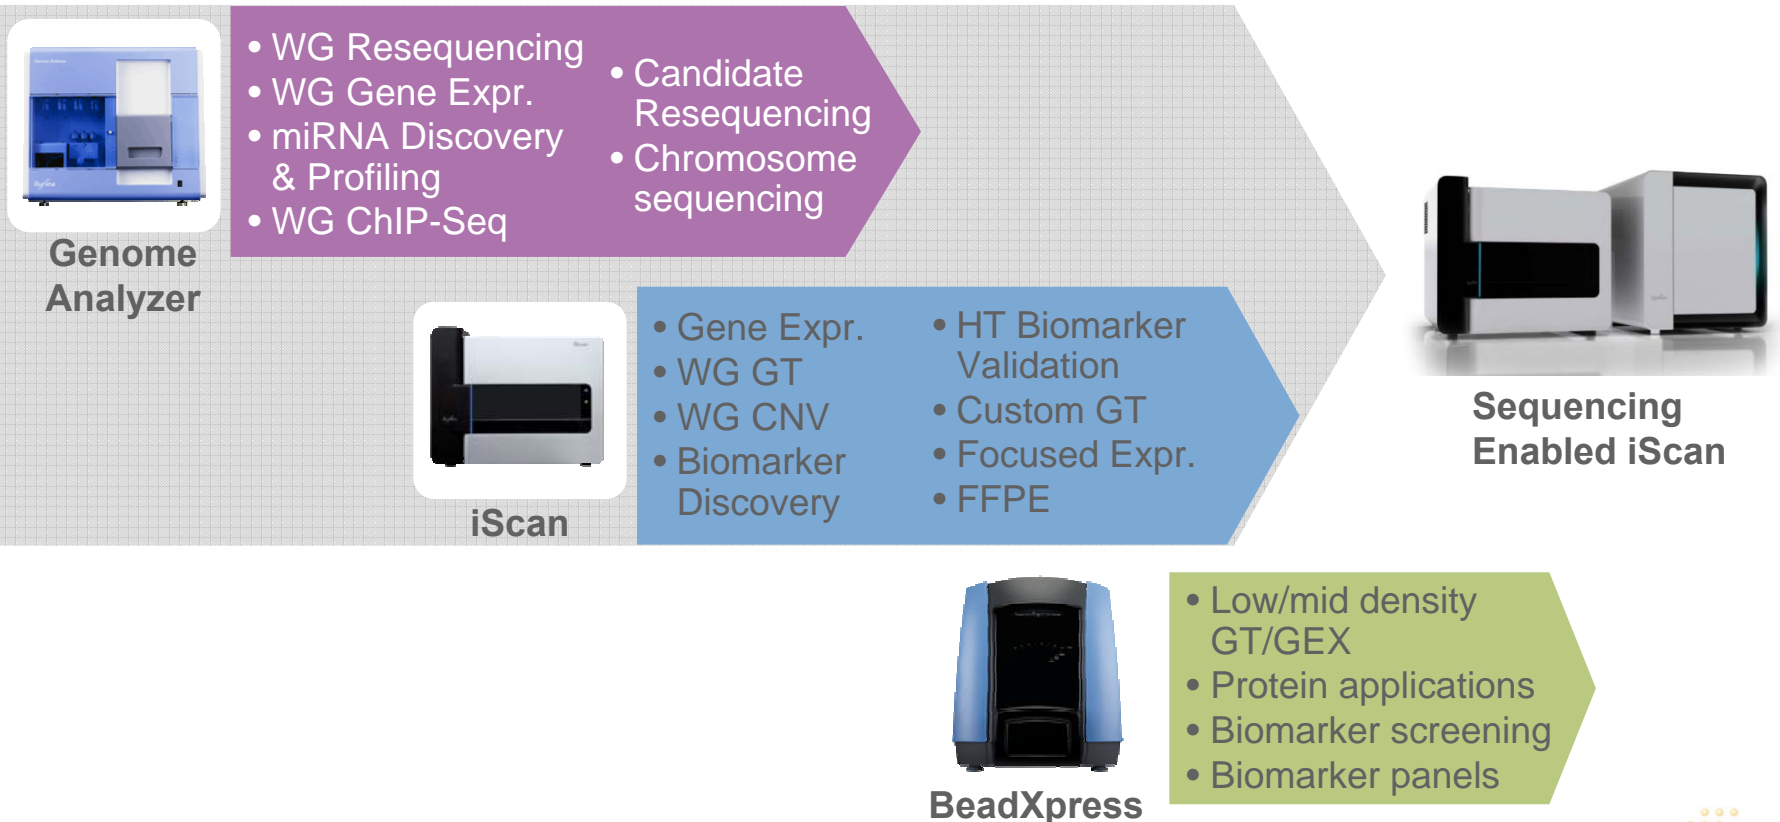 • WG Resequencing
• WG Gene Expr.
• miRNA Discovery
& Profiling
• WG ChIP-Seq
• Candidate
Resequencing
• Chromosome
sequencing
Genome
Analyzer
• Gene Expr.
• WG GT
• WG CNV
• Biomarker
Discovery
• HT Biomarker
Validation
• Custom GT
• Focused Expr.
• FFPE
iScan
Sequencing
Enabled iScan
• Low/mid density
GT/GEX
• Protein applications
• Biomarker screening
• Biomarker panels
BeadXpress